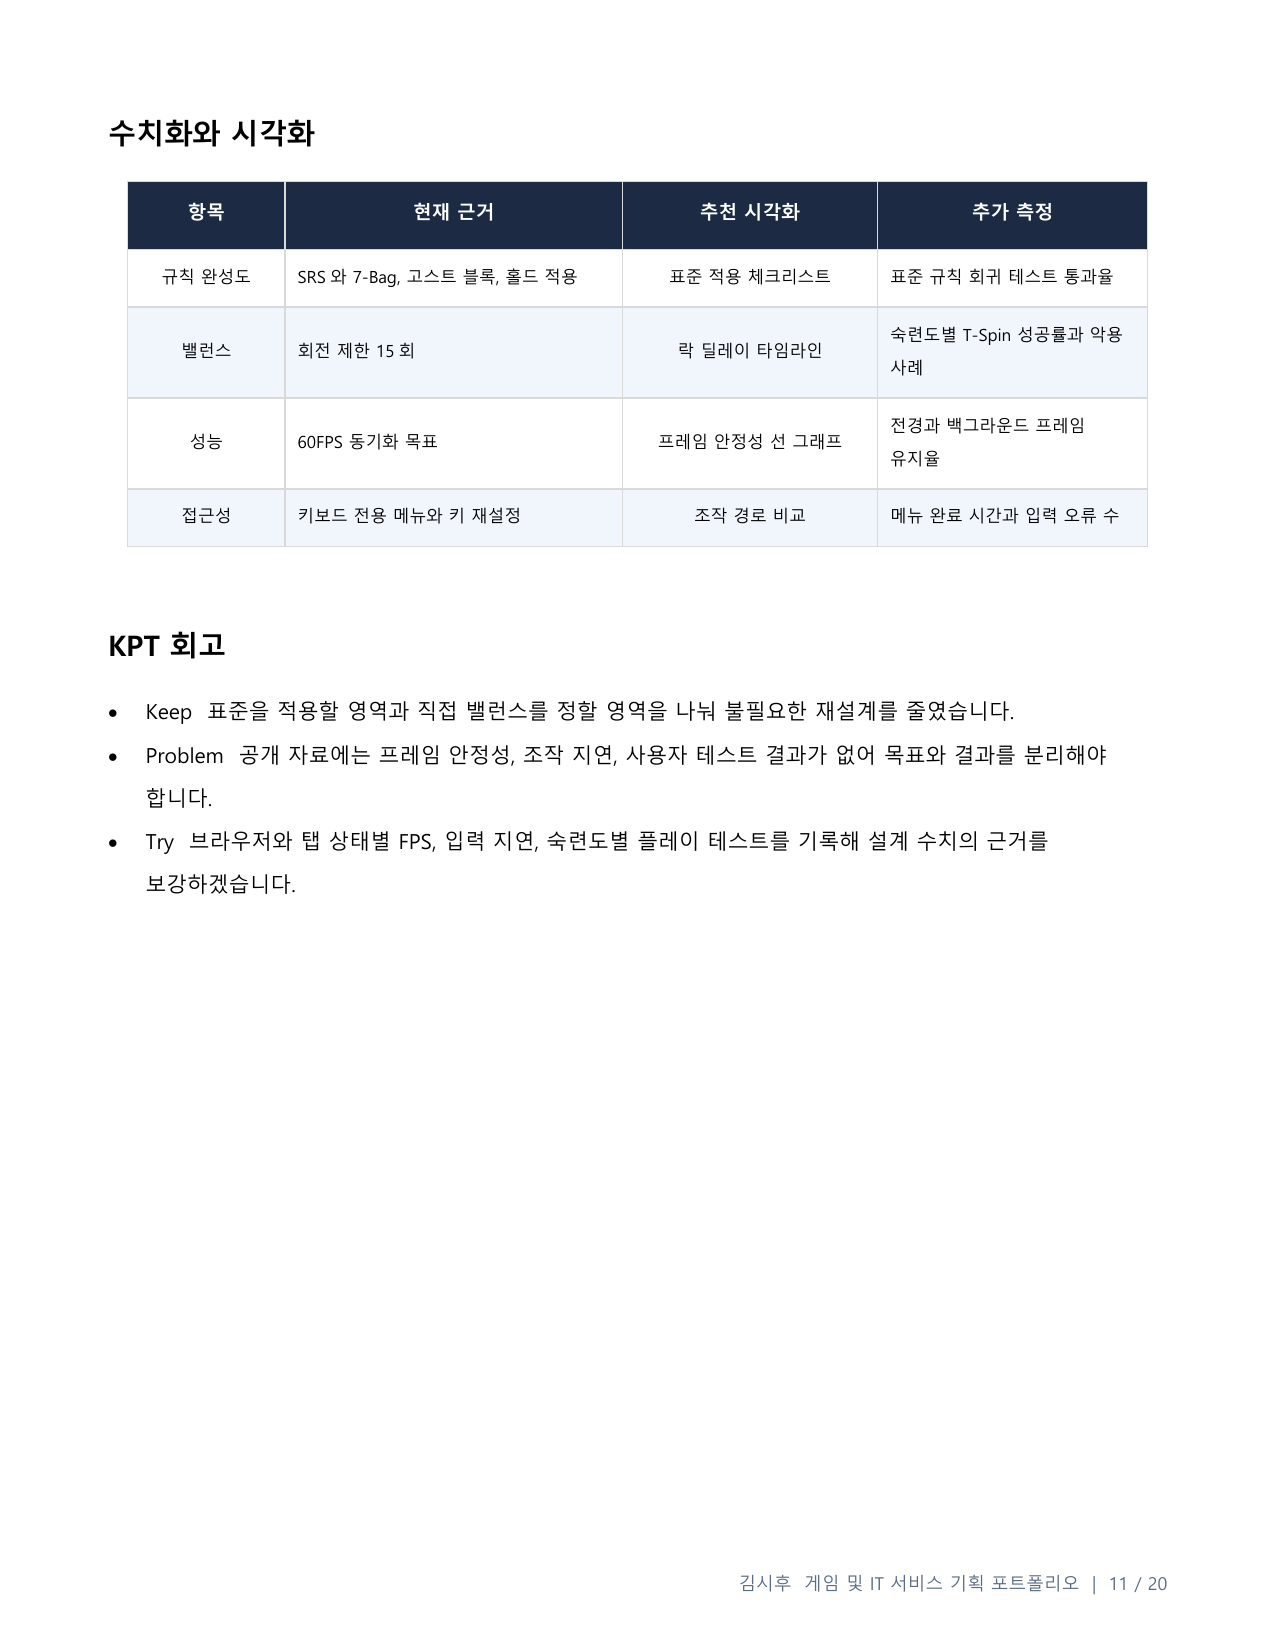 수치화와 시각화
항목 현재 근거 추천 시각화 추가 측정
규칙 완성도 SRS 와 7-Bag, 고스트 블록, 홀드 적용 표준 적용 체크리스트 표준 규칙 회귀 테스트 통과율
밸런스 회전 제한 15 회 락 딜레이 타임라인 숙련도별 T-Spin 성공률과 악용
사례
성능 60FPS 동기화 목표 프레임 안정성 선 그래프 전경과 백그라운드 프레임
유지율
접근성 키보드 전용 메뉴와 키 재설정 조작 경로 비교 메뉴 완료 시간과 입력 오류 수
KPT 회고
• Keep 표준을 적용할 영역과 직접 밸런스를 정할 영역을 나눠 불필요한 재설계를 줄였습니다.
• Problem 공개 자료에는 프레임 안정성, 조작 지연, 사용자 테스트 결과가 없어 목표와 결과를 분리해야
합니다.
• Try 브라우저와 탭 상태별 FPS, 입력 지연, 숙련도별 플레이 테스트를 기록해 설계 수치의 근거를
보강하겠습니다.
김시후 게임 및 IT 서비스 기획 포트폴리오 | 11 / 20